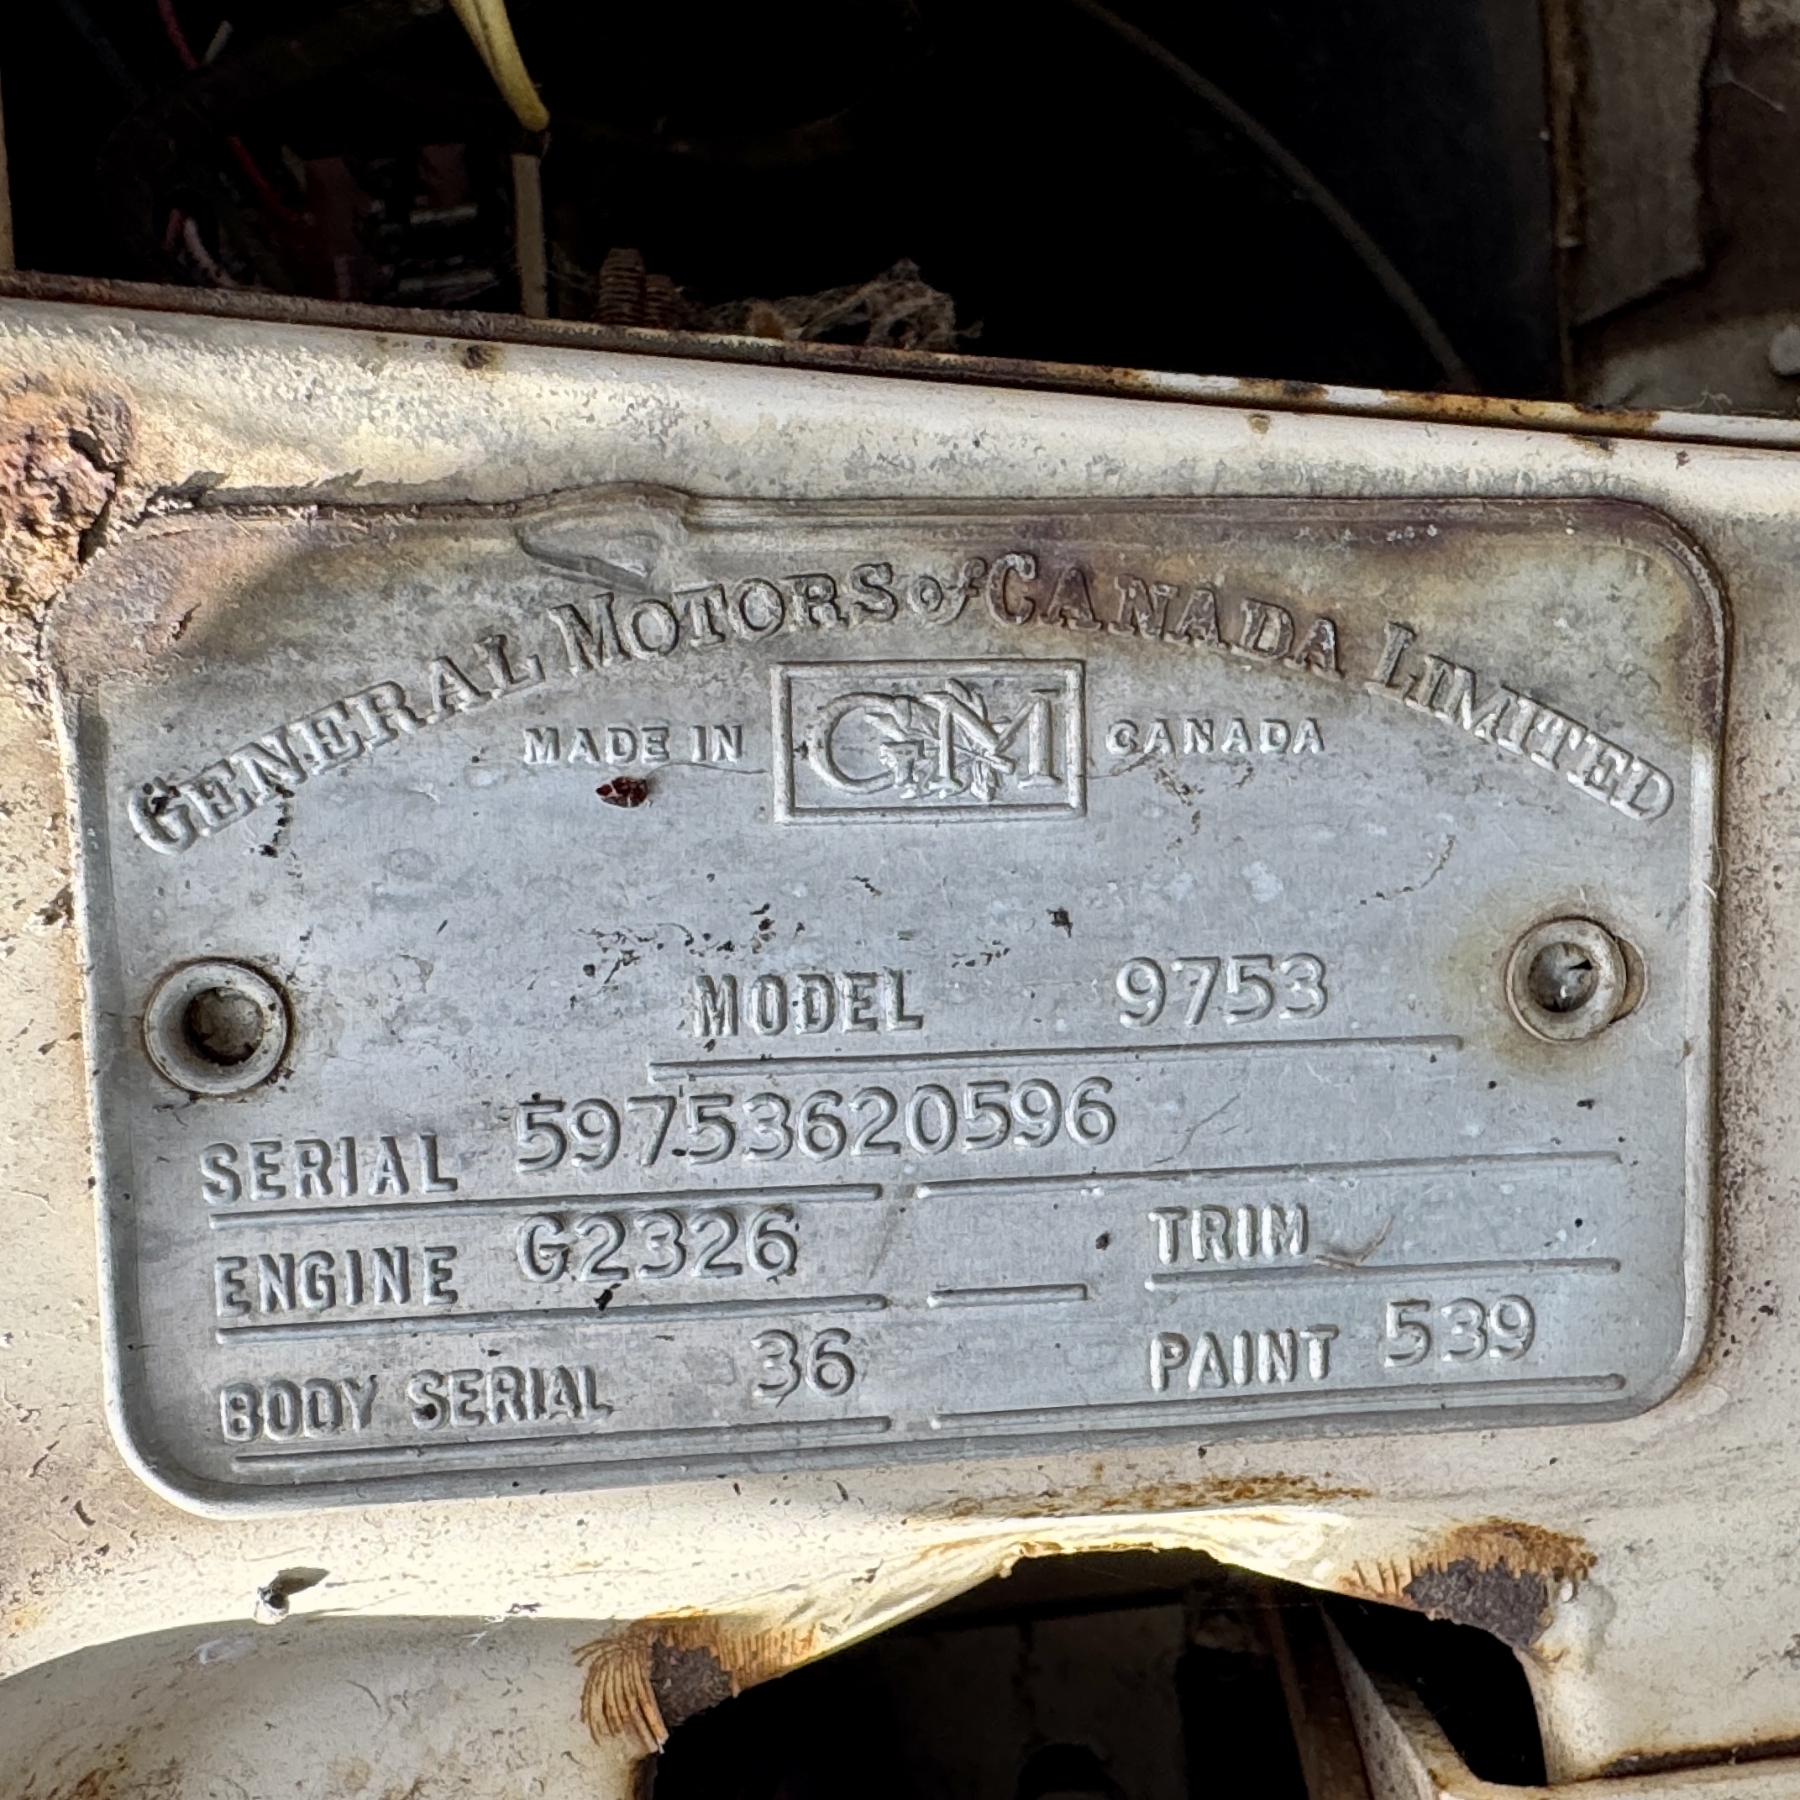 GENERAL MOTORS of CANADA LIMITED
MADE IN GM CANADA
MODEL 9753
SERIAL 59753620596
ENGINE G2326 TRIM
BODY SERIAL 36 PAINT 539